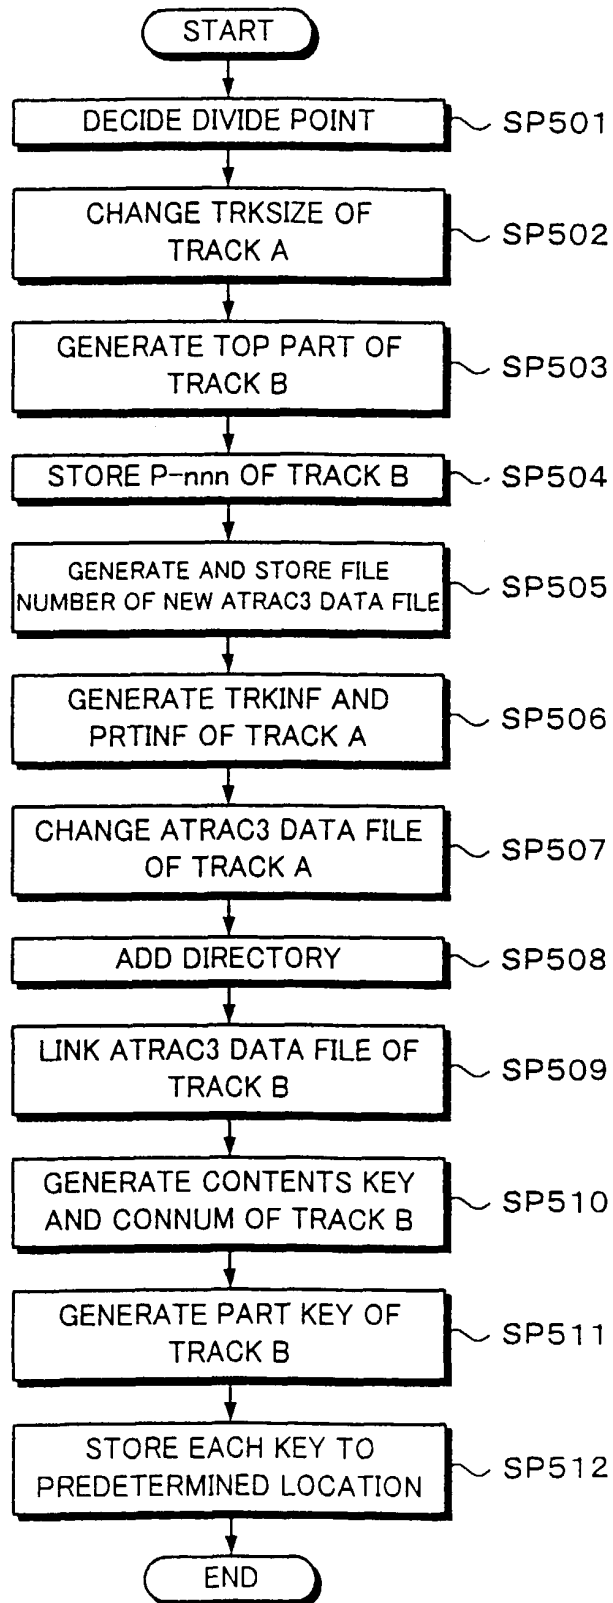 START
DECIDE DIVIDE POINT
SP501
CHANGE TRKSIZE OF
TRACK A
SP502
GENERATE TOP PART OF
TRACK B
SP503
STORE P-nnn OF TRACK B
SP504
GENERATE AND STORE FILE
NUMBER OF NEW ATRAC3 DATA FILE
SP505
GENERATE TRKINF AND
PRTINF OF TRACK A
SP506
CHANGE ATRAC3 DATA FILE
OF TRACK A
SP507
ADD DIRECTORY
SP508
LINK ATRAC3 DATA FILE OF
TRACK B
SP509
GENERATE CONTENTS KEY
AND CONNUM OF TRACK B
SP510
GENERATE PART KEY OF
TRACK B
SP511
STORE EACH KEY TO
PREDETERMINED LOCATION
SP512
END